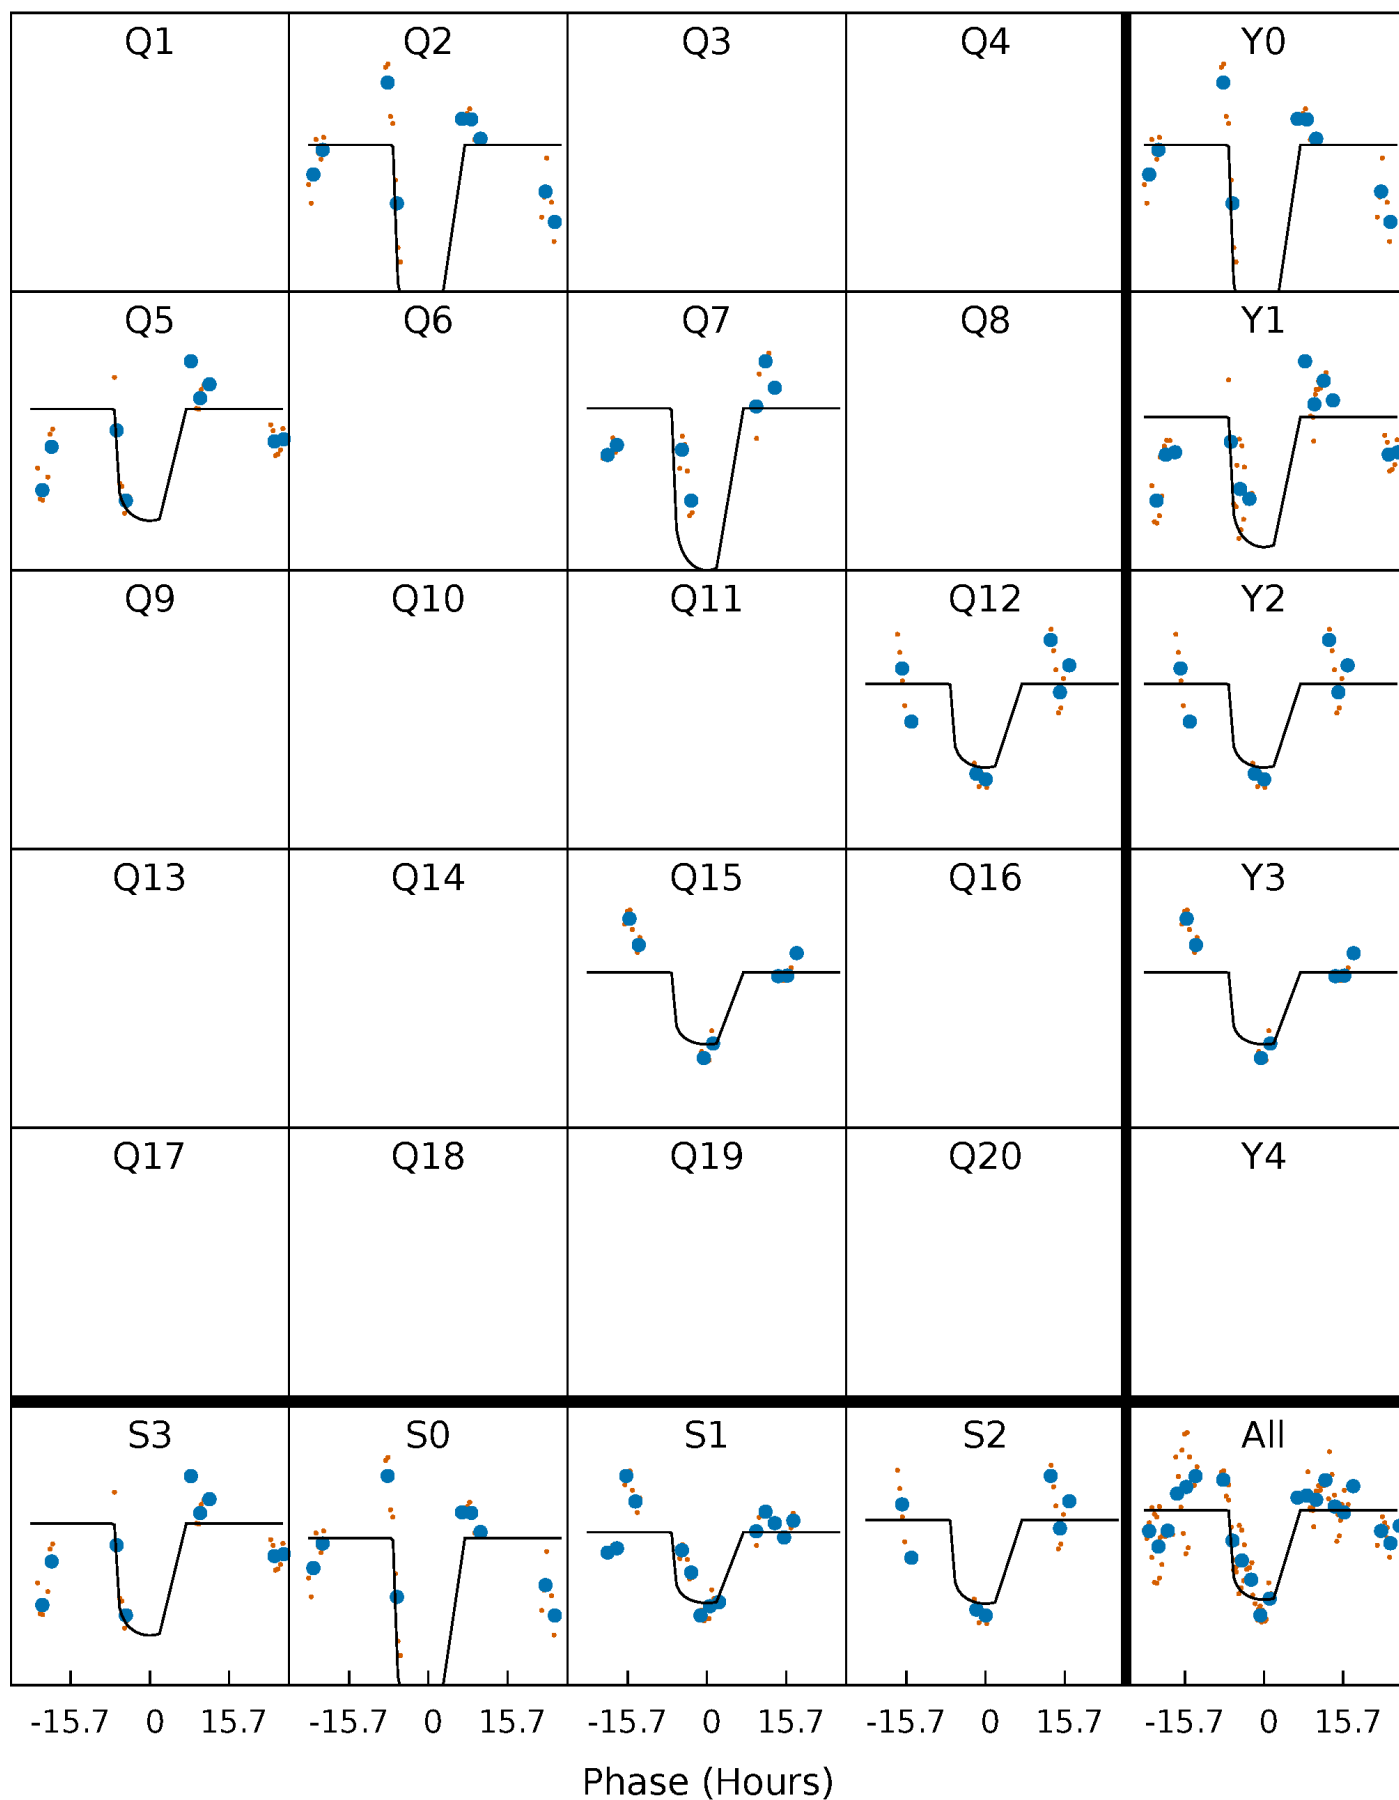 Q1 Q2 Q3 Q4 Y0
Q5 Q6 Q7 Q8 Y1
Q9 Q10 Q11 Q12 Y2
Q13 Q14 Q15 Q16 Y3
Q17 Q18 Q19 Q20 Y4
S3 S0 S1 S2 All
-15.7 0 15.7 -15.7 0 15.7 -15.7 0 15.7 -15.7 0 15.7 -15.7 0 15.7
Phase (Hours)